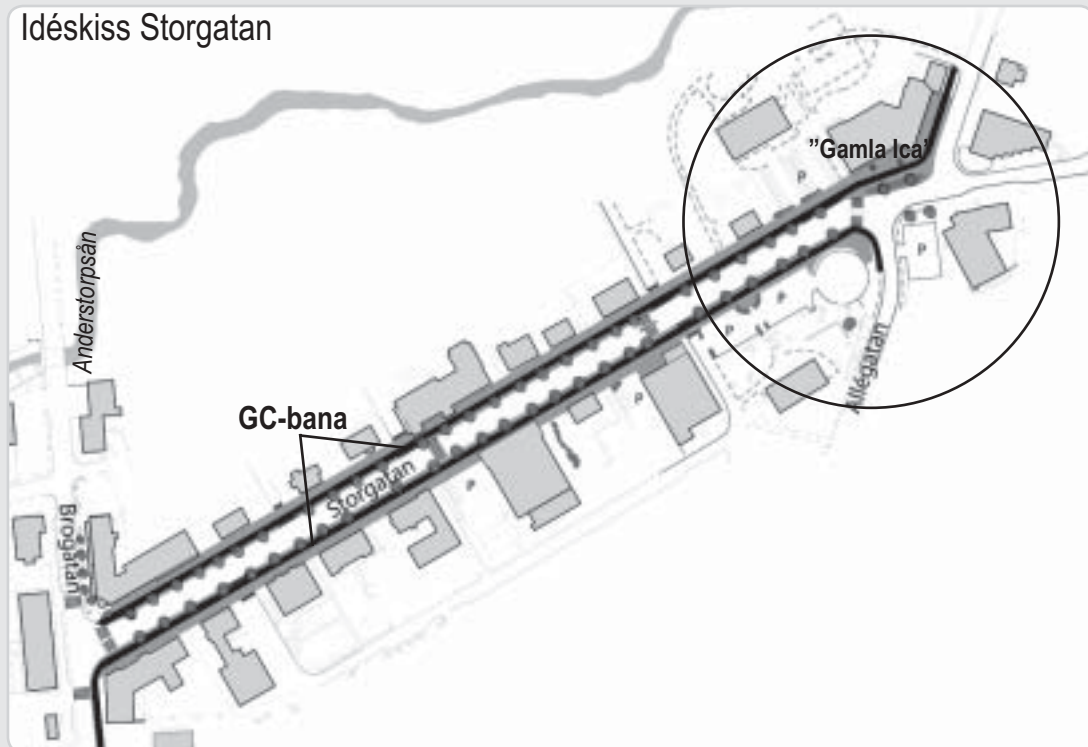 Idéskiss Storgatan
"Gamla Ica"
P
P
Anderstorpsån
P
P
Allégatan
GC-bana
P
Storgatan
P
Brogatan